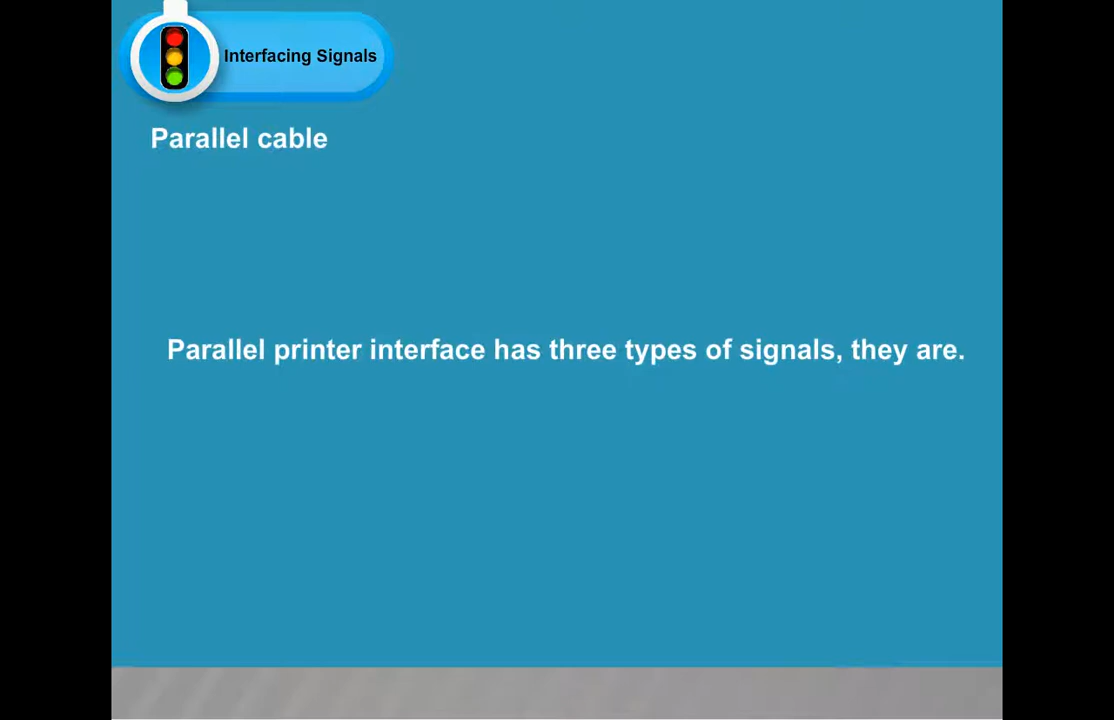 Interfacing Signals
Parallel cable
Parallel printer interface has three types of signals, they are.